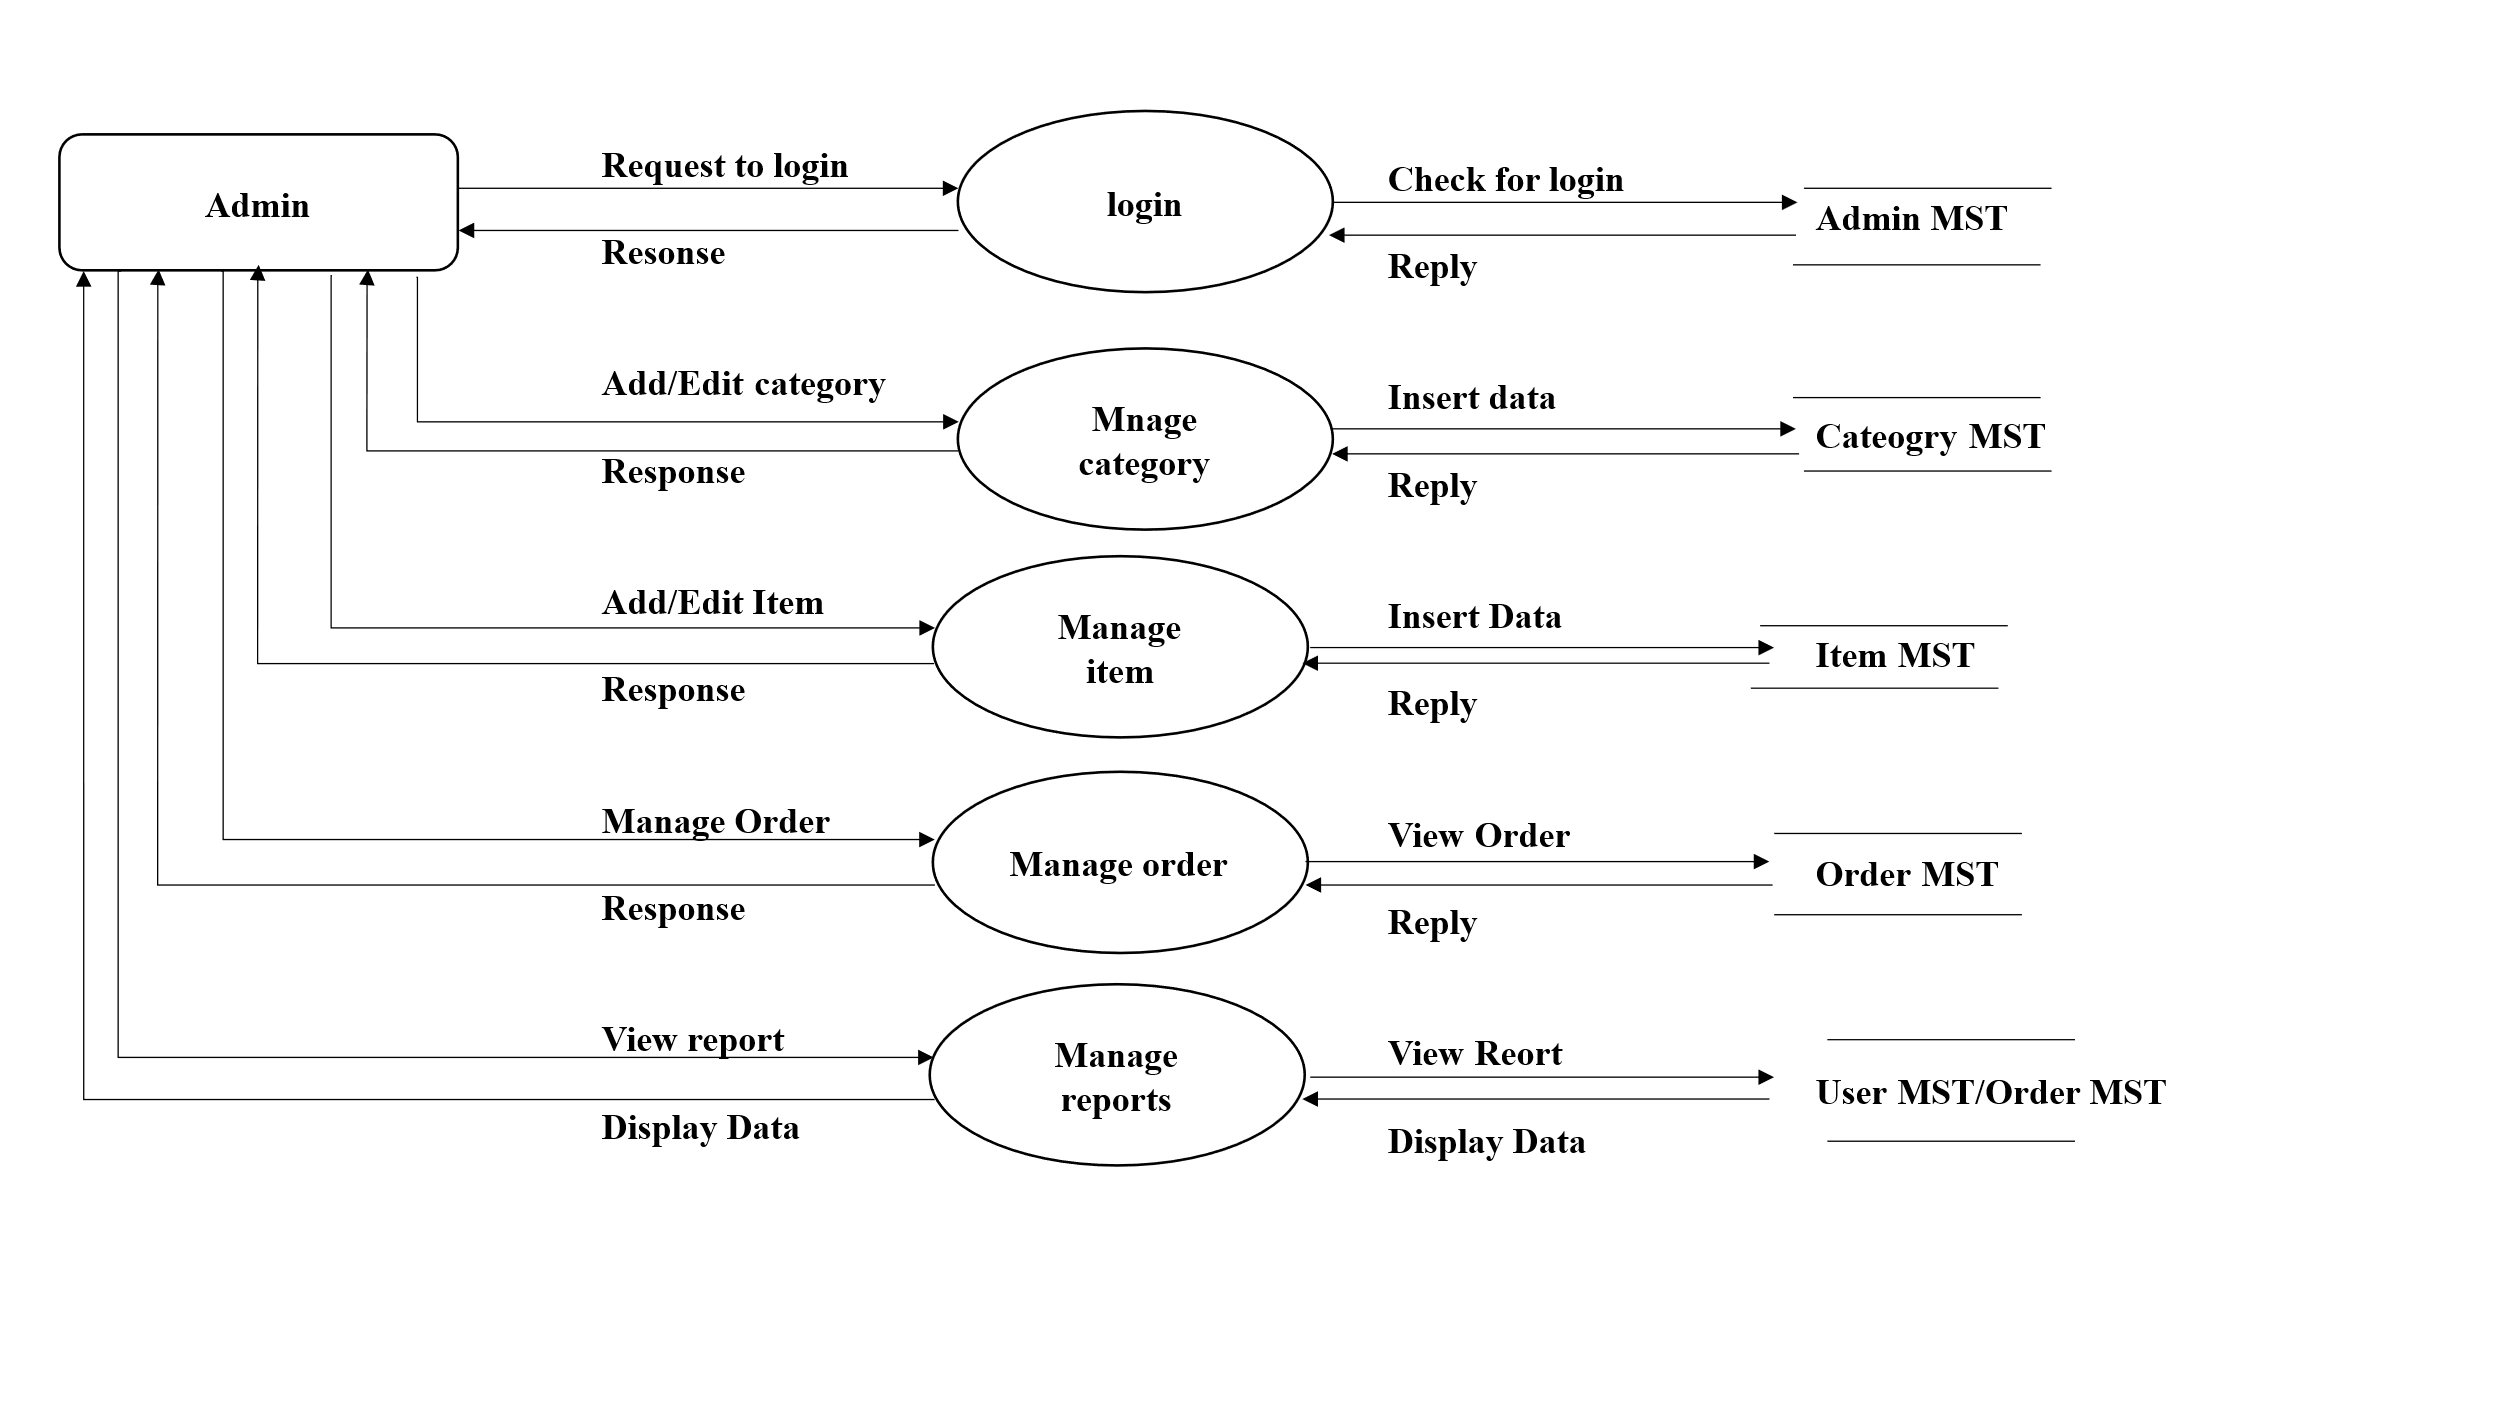 Admin
Request to login
Resonse
login
Check for login
Reply
Admin MST
Add/Edit category
Response
Mnage
category
Insert data
Reply
Cateogry MST
Add/Edit Item
Response
Manage
item
Insert Data
Reply
Item MST
Manage Order
Response
Manage order
View Order
Reply
Order MST
View report
Display Data
Manage
reports
View Reort
Display Data
User MST/Order MST